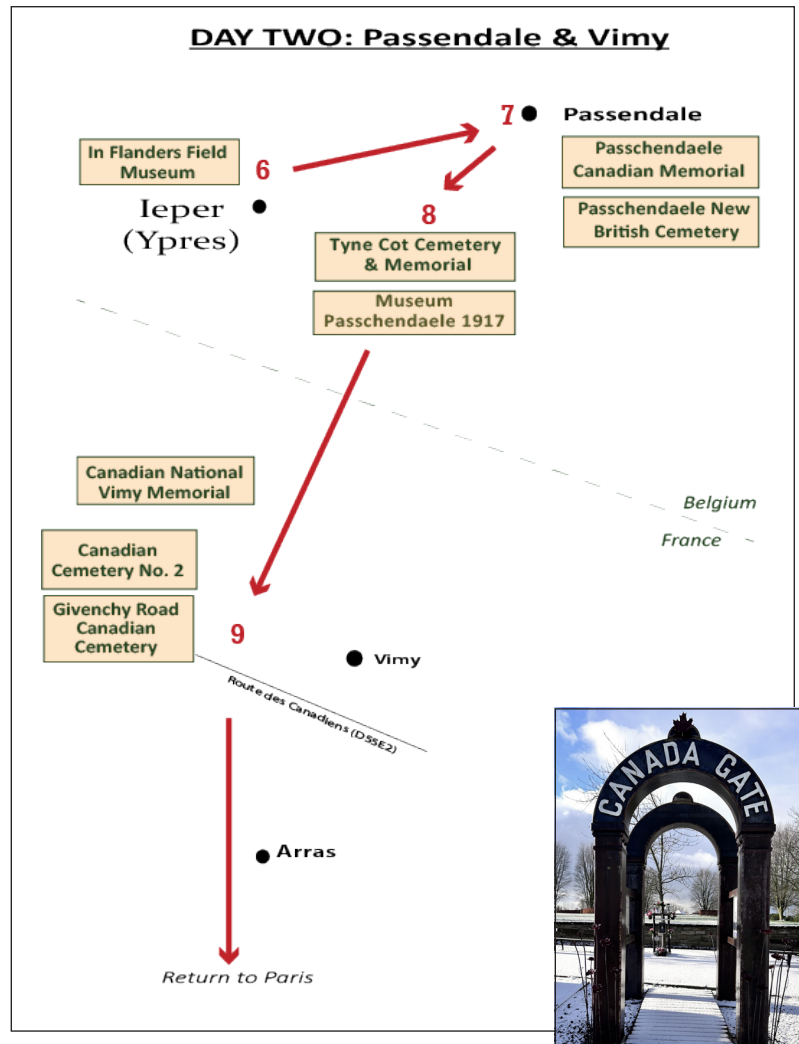 DAY TWO: Passendale & Vimy
7
Passendale
In Flanders Field
Museum
6
Passchendaele
Canadian Memorial
Ieper
(Ypres)
8
Passchendaele New
British Cemetery
Tyne Cot Cemetery
& Memorial
Museum
Passchendaele 1917
Canadian National
Vimy Memorial
Belgium
France
Canadian
Cemetery No. 2
Givenchy Road
Canadian
Cemetery
9
Vimy
Route des Canadiens (D55E2)
CANADA GATE
Arras
Return to Paris